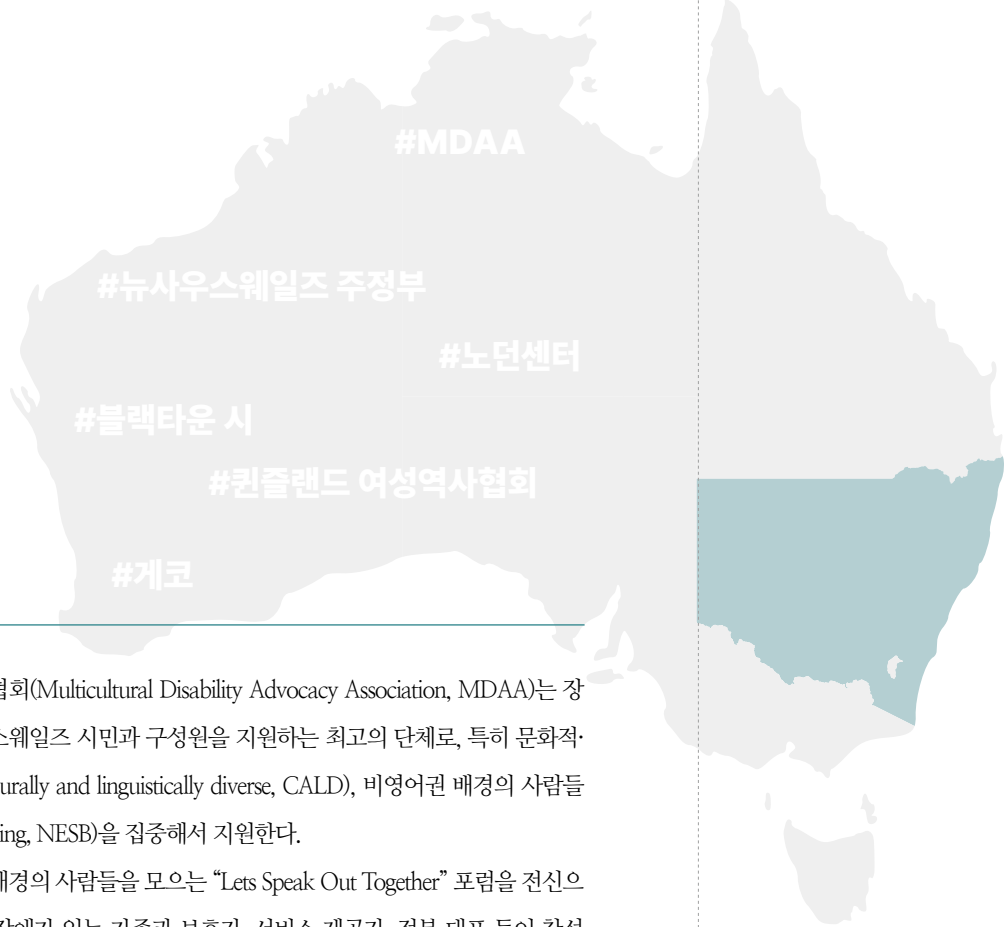 #MDAA
#뉴사우스웨일즈 주정부
#노던센터
#블랙타운 시
#퀸즐랜드 여성역사협회
#게코
협회(Multicultural Disability Advocacy Association, MDAA)는 장
스웨일즈 시민과 구성원을 지원하는 최고의 단체로, 특히 문화적·
urally and linguistically diverse, CALD), 비영어권 배경의 사람들
ing, NESB)을 집중해서 지원한다.
배경의 사람들을 모으는 “Lets Speak Out Together” 포럼을 전신으